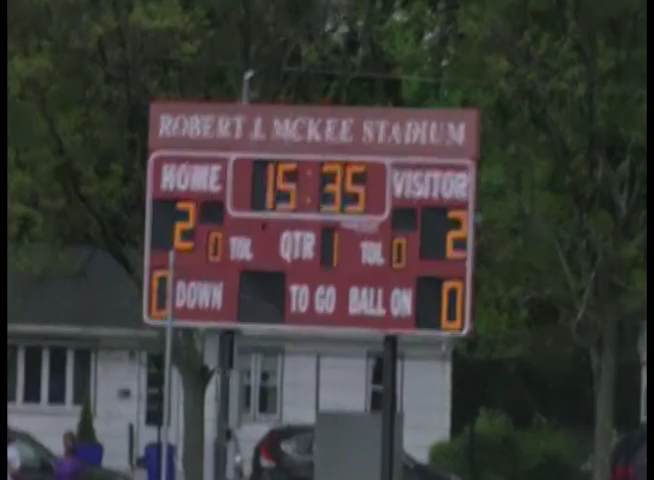 ROBERT J. MCKEE STADIUM
HOME 15:35 VISITOR
2 0 TOL QTR 1 TOL 0 2
0 DOWN TO GO BALL ON 0